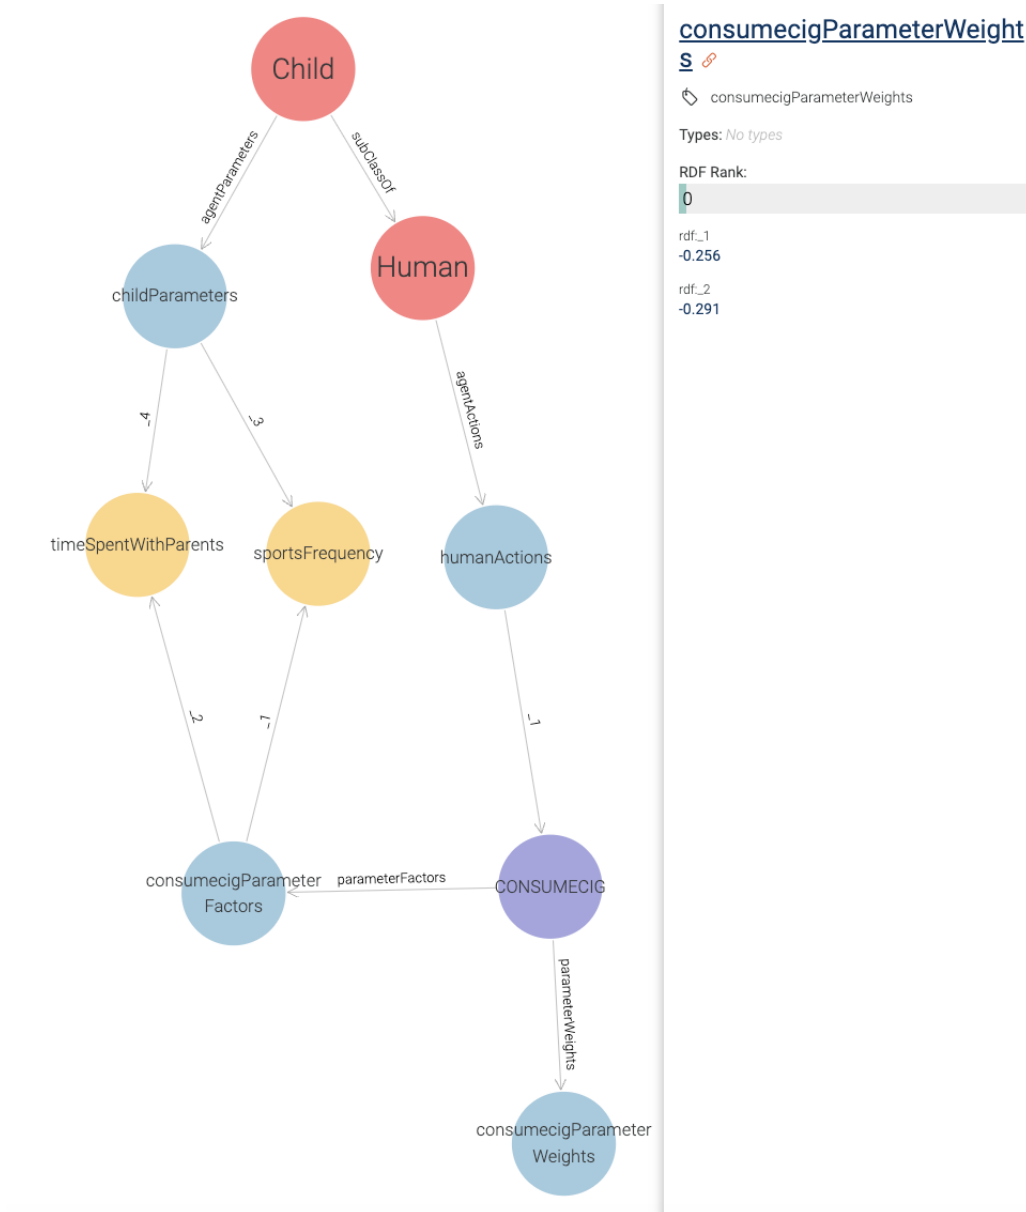 Child
agentParameters
subClassOf
Human
childParameters
agentActions
_4
_3
timeSpentWithParents
sportsFrequency
humanActions
_2
_1
_1
consumecigParameter
Factors
parameterFactors
CONSUMECIG
parameterWeights
consumecigParameter
Weights
consumecigParameterWeight
s
consumecigParameterWeights
Types: No types
RDF Rank:
0
rdf:_1
-0.256
rdf:_2
-0.291